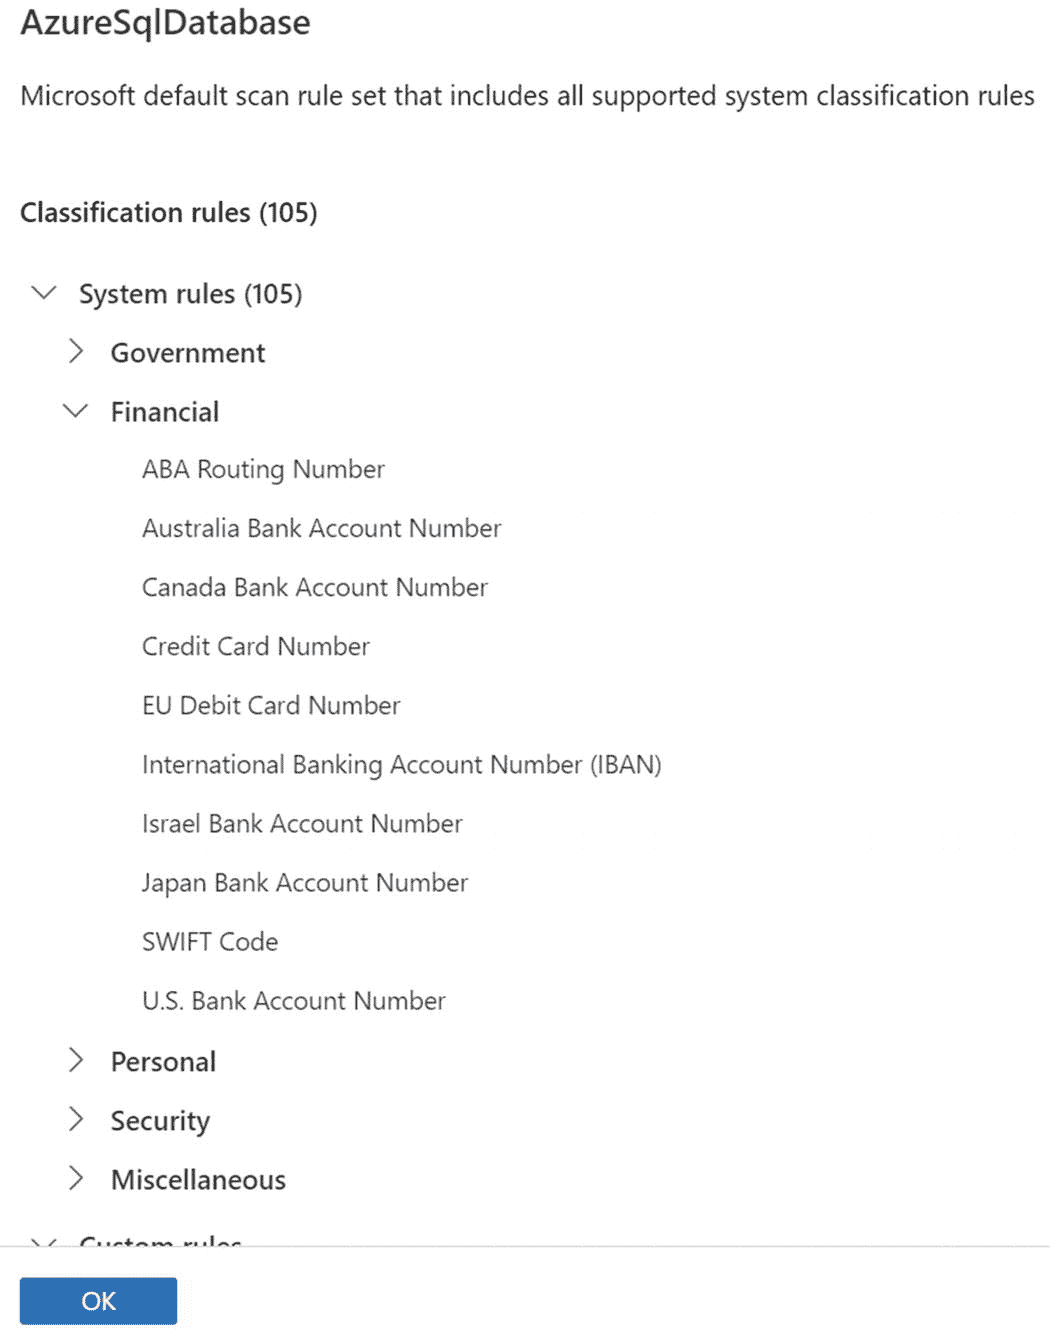 AzureSqlDatabase
Microsoft default scan rule set that includes all supported system classification rules
Classification rules (105)
System rules (105)
Government
Financial
ABA Routing Number
Australia Bank Account Number
Canada Bank Account Number
Credit Card Number
EU Debit Card Number
International Banking Account Number (IBAN)
Israel Bank Account Number
Japan Bank Account Number
SWIFT Code
U.S. Bank Account Number
Personal
Security
Miscellaneous
Custom rules
OK